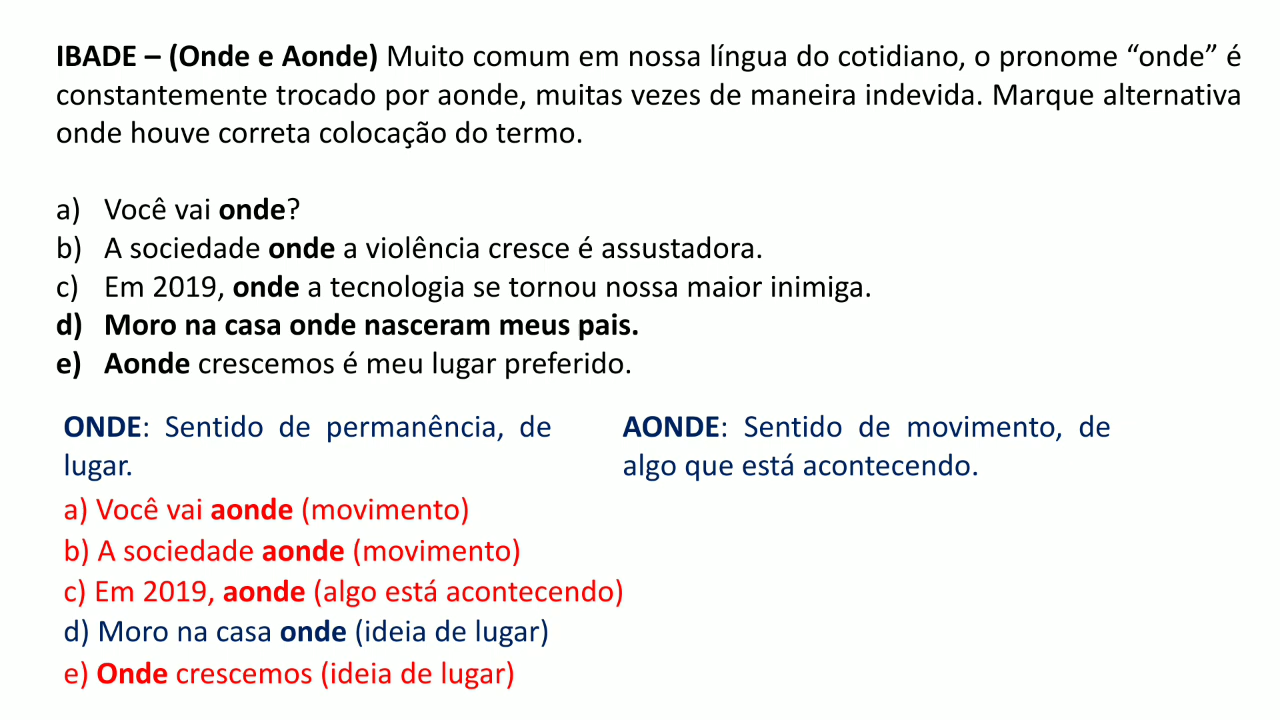 IBADE – (Onde e Aonde) Muito comum em nossa língua do cotidiano, o pronome “onde” é
constantemente trocado por aonde, muitas vezes de maneira indevida. Marque alternativa
onde houve correta colocação do termo.
a) Você vai onde?
b) A sociedade onde a violência cresce é assustadora.
c) Em 2019, onde a tecnologia se tornou nossa maior inimiga.
d) Moro na casa onde nasceram meus pais.
e) Aonde crescemos é meu lugar preferido.
ONDE: Sentido de permanência, de
lugar.
AONDE: Sentido de movimento, de
algo que está acontecendo.
a) Você vai aonde (movimento)
b) A sociedade aonde (movimento)
c) Em 2019, aonde (algo está acontecendo)
d) Moro na casa onde (ideia de lugar)
e) Onde crescemos (ideia de lugar)